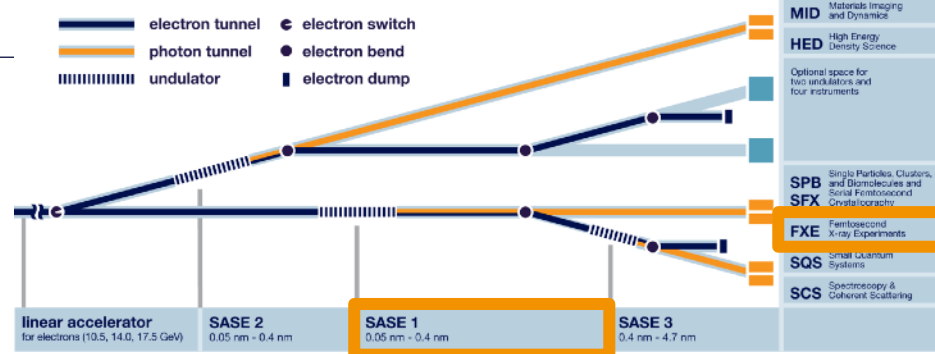 electron tunnel
electron switch
photon tunnel
electron bend
undulator
electron dump
MID Materials Imaging
and Dynamics
HED High Energy
Density Science
Optional space for
two undulators and
four instruments
SPB Single Particles, Clusters,
and Biomolecules and
SFX Serial Femtosecond
Crystallography
FXE Femtosecond
X-ray Experiments
SQS Small Quantum
Systems
SCS Spectroscopy &
Coherent Scattering
linear accelerator
for electrons (10.5, 14.0, 17.5 GeV)
SASE 2
0.05 nm - 0.4 nm
SASE 1
0.05 nm - 0.4 nm
SASE 3
0.4 nm - 4.7 nm